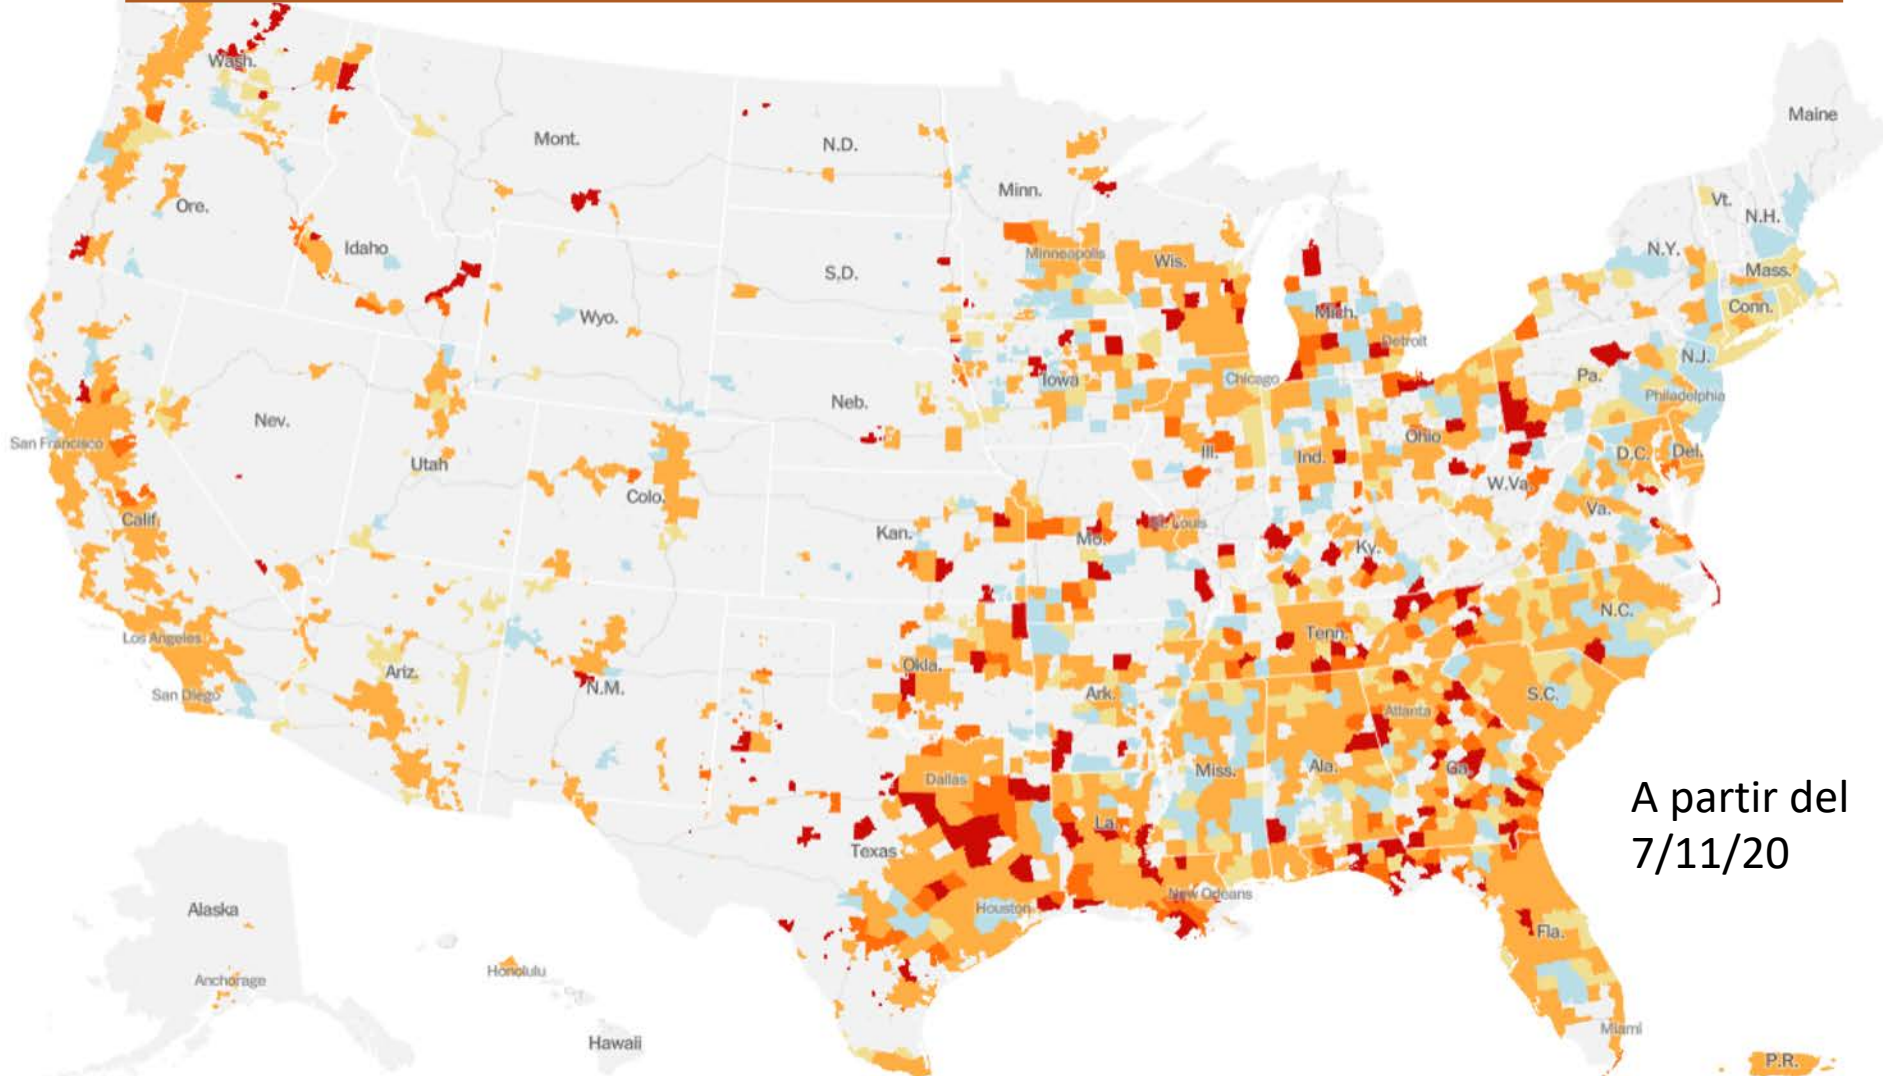 Wash.
Maine
Mont.
N.D.
Minn.
Vt.
Ore.
N.H.
Idaho
N.Y.
Minneapolis
Wis.
Mass.
S.D.
Conn.
Wyo.
Mich.
Detroit
N.J.
Pa.
Chicago
Iowa
Philadelphia
Neb.
Nev.
San Francisco
Ohio
Ill.
Ind.
D.C.
Del.
Utah
W.Va.
Colo.
Va.
Calif.
St. Louis
Kan.
Mo.
Ky.
N.C.
Los Angeles
Tenn.
Okla.
Ariz.
N.M.
San Diego
Ark.
S.C.
Atlanta
Miss.
Ala.
Ga.
Dallas
A partir del
7/11/20
La.
Texas
New Orleans
Houston
Alaska
Fla.
Honolulu
Anchorage
Miami
Hawaii
P.R.